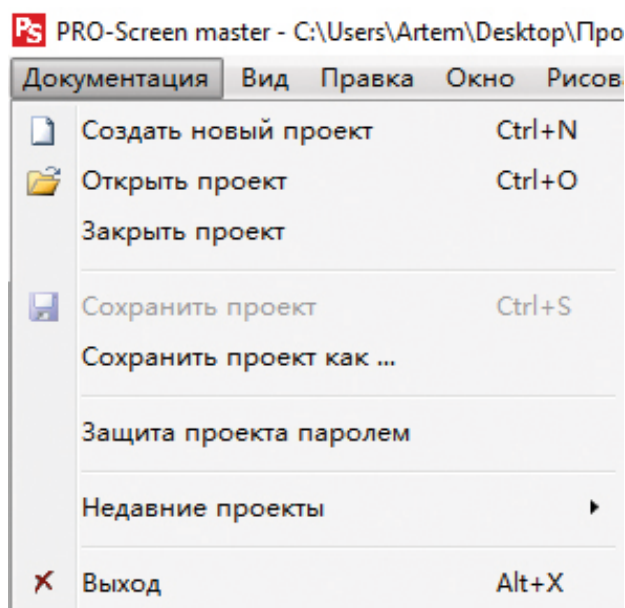 PS PRO-Screen master - C:\Users\Artem\Desktop\Про
Документация Вид Правка Окно Рисов
Создать новый проект Ctrl+N
Открыть проект Ctrl+O
Закрыть проект
Сохранить проект Ctrl+S
Сохранить проект как ...
Защита проекта паролем
Недавние проекты
Выход Alt+X